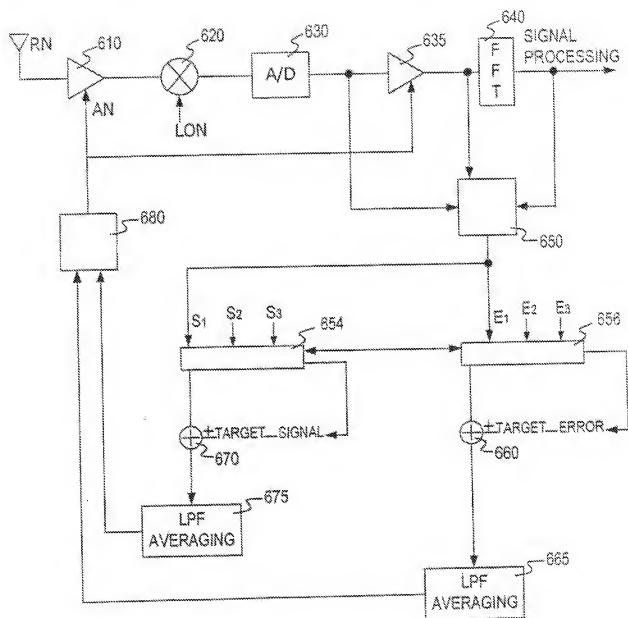 RN
610
620
630
635
640
SIGNAL
PROCESSING
A/D
F
F
T
AN
LON
680
650
S1
S2
S3
654
E1
E2
E3
656
±TARGET_SIGNAL
670
±TARGET_ERROR
660
675
LPF
AVERAGING
665
LPF
AVERAGING